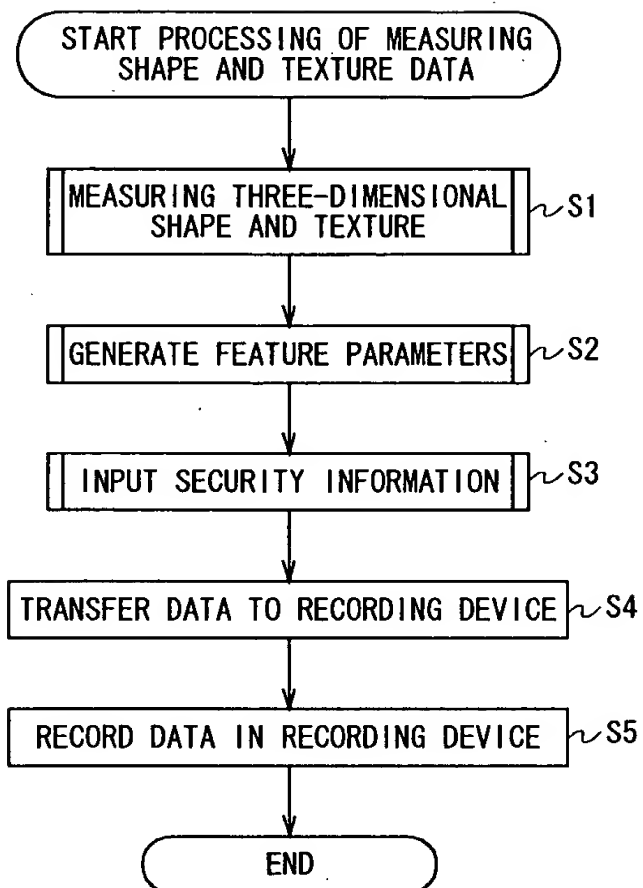 START PROCESSING OF MEASURING
SHAPE AND TEXTURE DATA
MEASURING THREE-DIMENSIONAL
SHAPE AND TEXTURE
S1
GENERATE FEATURE PARAMETERS
S2
INPUT SECURITY INFORMATION
S3
TRANSFER DATA TO RECORDING DEVICE
S4
RECORD DATA IN RECORDING DEVICE
S5
END